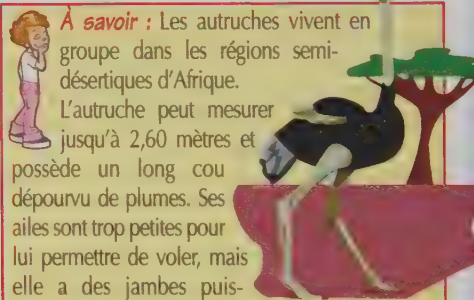 À savoir : Les autruches vivent en
groupe dans les régions semi-
désertiques d'Afrique.
L'autruche peut mesurer
jusqu'à 2,60 mètres et
possède un long cou
dépourvu de plumes. Ses
ailes sont trop petites pour
lui permettre de voler, mais
elle a des jambes puis-